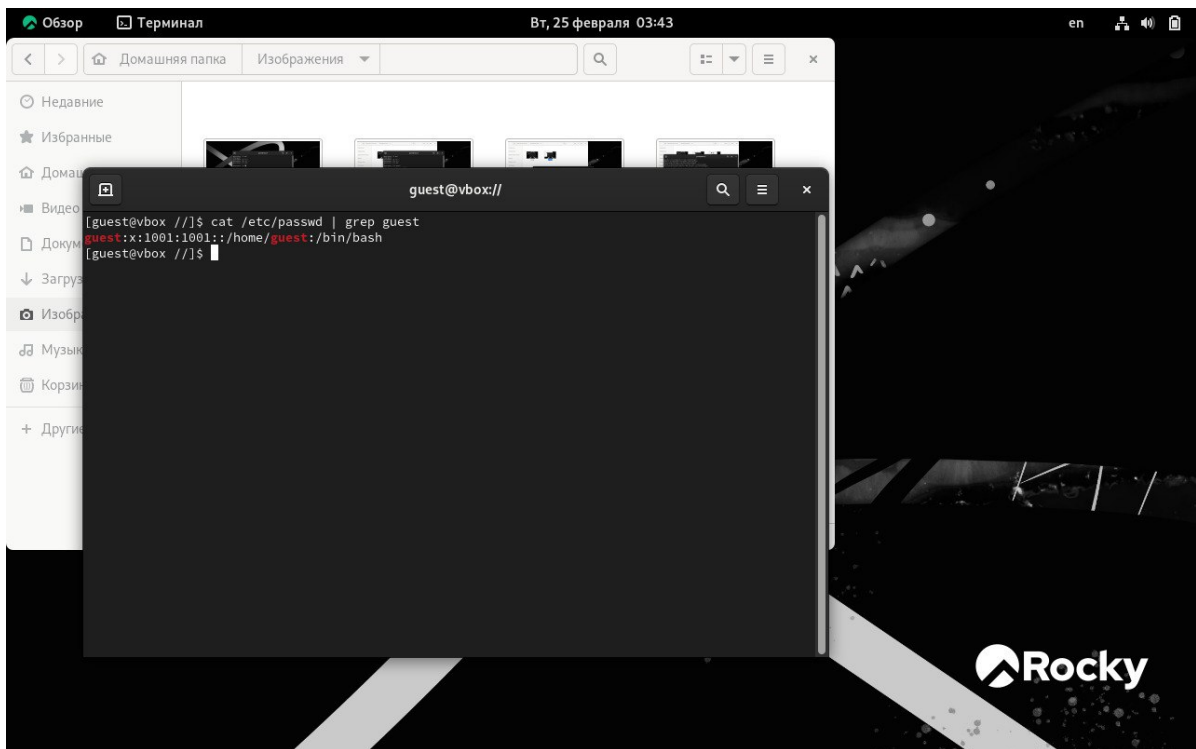 Обзор
Терминал
Вт, 25 февраля 03:43
en
Домашняя папка
Изображения
Недавние
Избранные
Домаш
Видео
Докум
Загруз
Изобра
Музык
Корзин
Другие
guest@vbox://
[guest@vbox //]$ cat /etc/passwd | grep guest
guest:x:1001:1001::/home/guest:/bin/bash
[guest@vbox //]$
Rocky